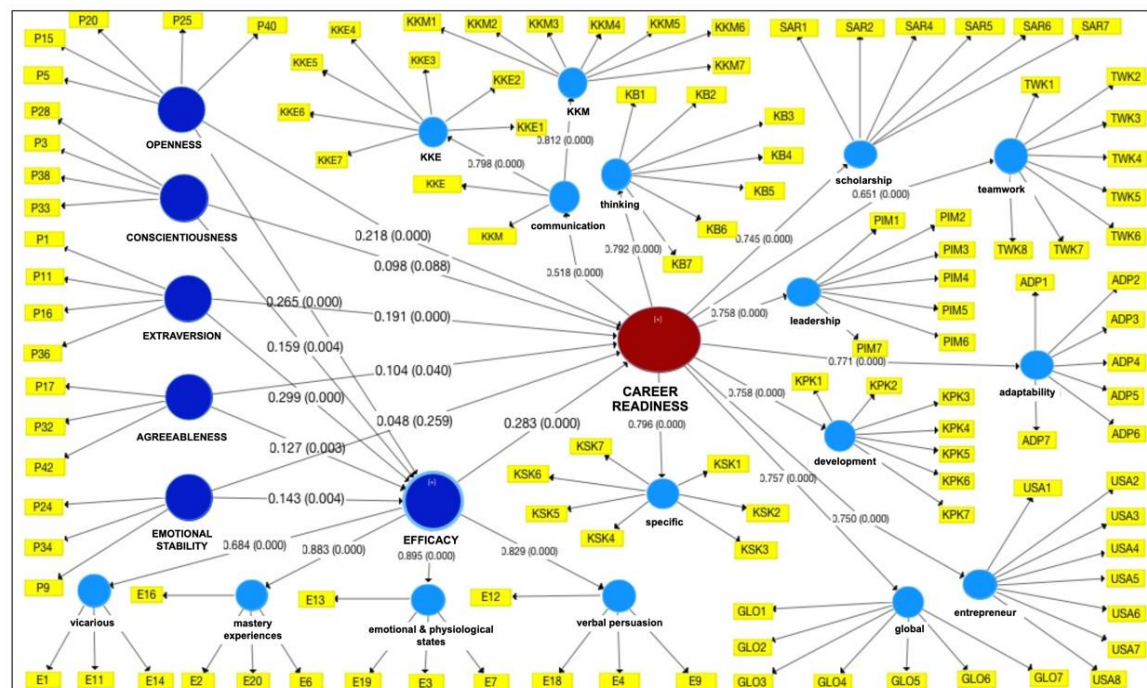 P20
P25
P40
P15
P5
P28
P3
P38
P33
P1
P11
P16
P36
P17
P32
P42
P24
P34
P9
OPENNESS
CONSCIENTIOUSNESS
EXTRAVERSION
AGREEABLENESS
EMOTIONAL
STABILITY
KKE4
KKE5
KKE3
KKE2
KKE6
KKE1
KKE7
KKE
KKM1
KKM2
KKM3
KKM4
KKM5
KKM6
KKM7
KKM
0.812 (0.000)
0.798 (0.000)
KKE
KKM
communication
KB1
KB2
KB3
KB4
KB5
KB6
KB7
thinking
0.792 (0.000)
0.518 (0.000)
SAR1
SAR2
SAR4
SAR5
SAR6
SAR7
scholarship
0.745 (0.000)
TWK1
TWK2
TWK3
TWK4
TWK5
TWK6
TWK7
TWK8
teamwork
0.651 (0.000)
PIM1
PIM2
PIM3
PIM4
PIM5
PIM6
PIM7
leadership
0.758 (0.000)
ADP1
ADP2
ADP3
ADP4
ADP5
ADP6
ADP7
adaptability
0.771 (0.000)
0.218 (0.000)
0.098 (0.088)
0.265 (0.000)
0.191 (0.000)
0.159 (0.004)
0.104 (0.040)
0.299 (0.000)
0.048 (0.259)
0.283 (0.000)
0.127 (0.003)
0.143 (0.004)
[+]
CAREER
READINESS
0.796 (0.000)
0.758 (0.000)
KPK1
KPK2
KPK3
KPK4
KPK5
KPK6
KPK7
development
KSK7
KSK6
KSK1
KSK5
KSK2
KSK4
KSK3
specific
0.757 (0.000)
0.750 (0.000)
USA1
USA2
USA3
USA4
USA5
USA6
USA7
USA8
entrepreneur
GLO1
GLO2
GLO3
GLO4
GLO5
GLO6
GLO7
global
[+]
EFFICACY
0.684 (0.000)
0.883 (0.000)
0.895 (0.000)
0.829 (0.000)
vicarious
E1
E11
E14
E16
mastery
experiences
E2
E20
E6
E13
emotional & physiological
states
E19
E3
E7
E12
verbal persuasion
E18
E4
E9